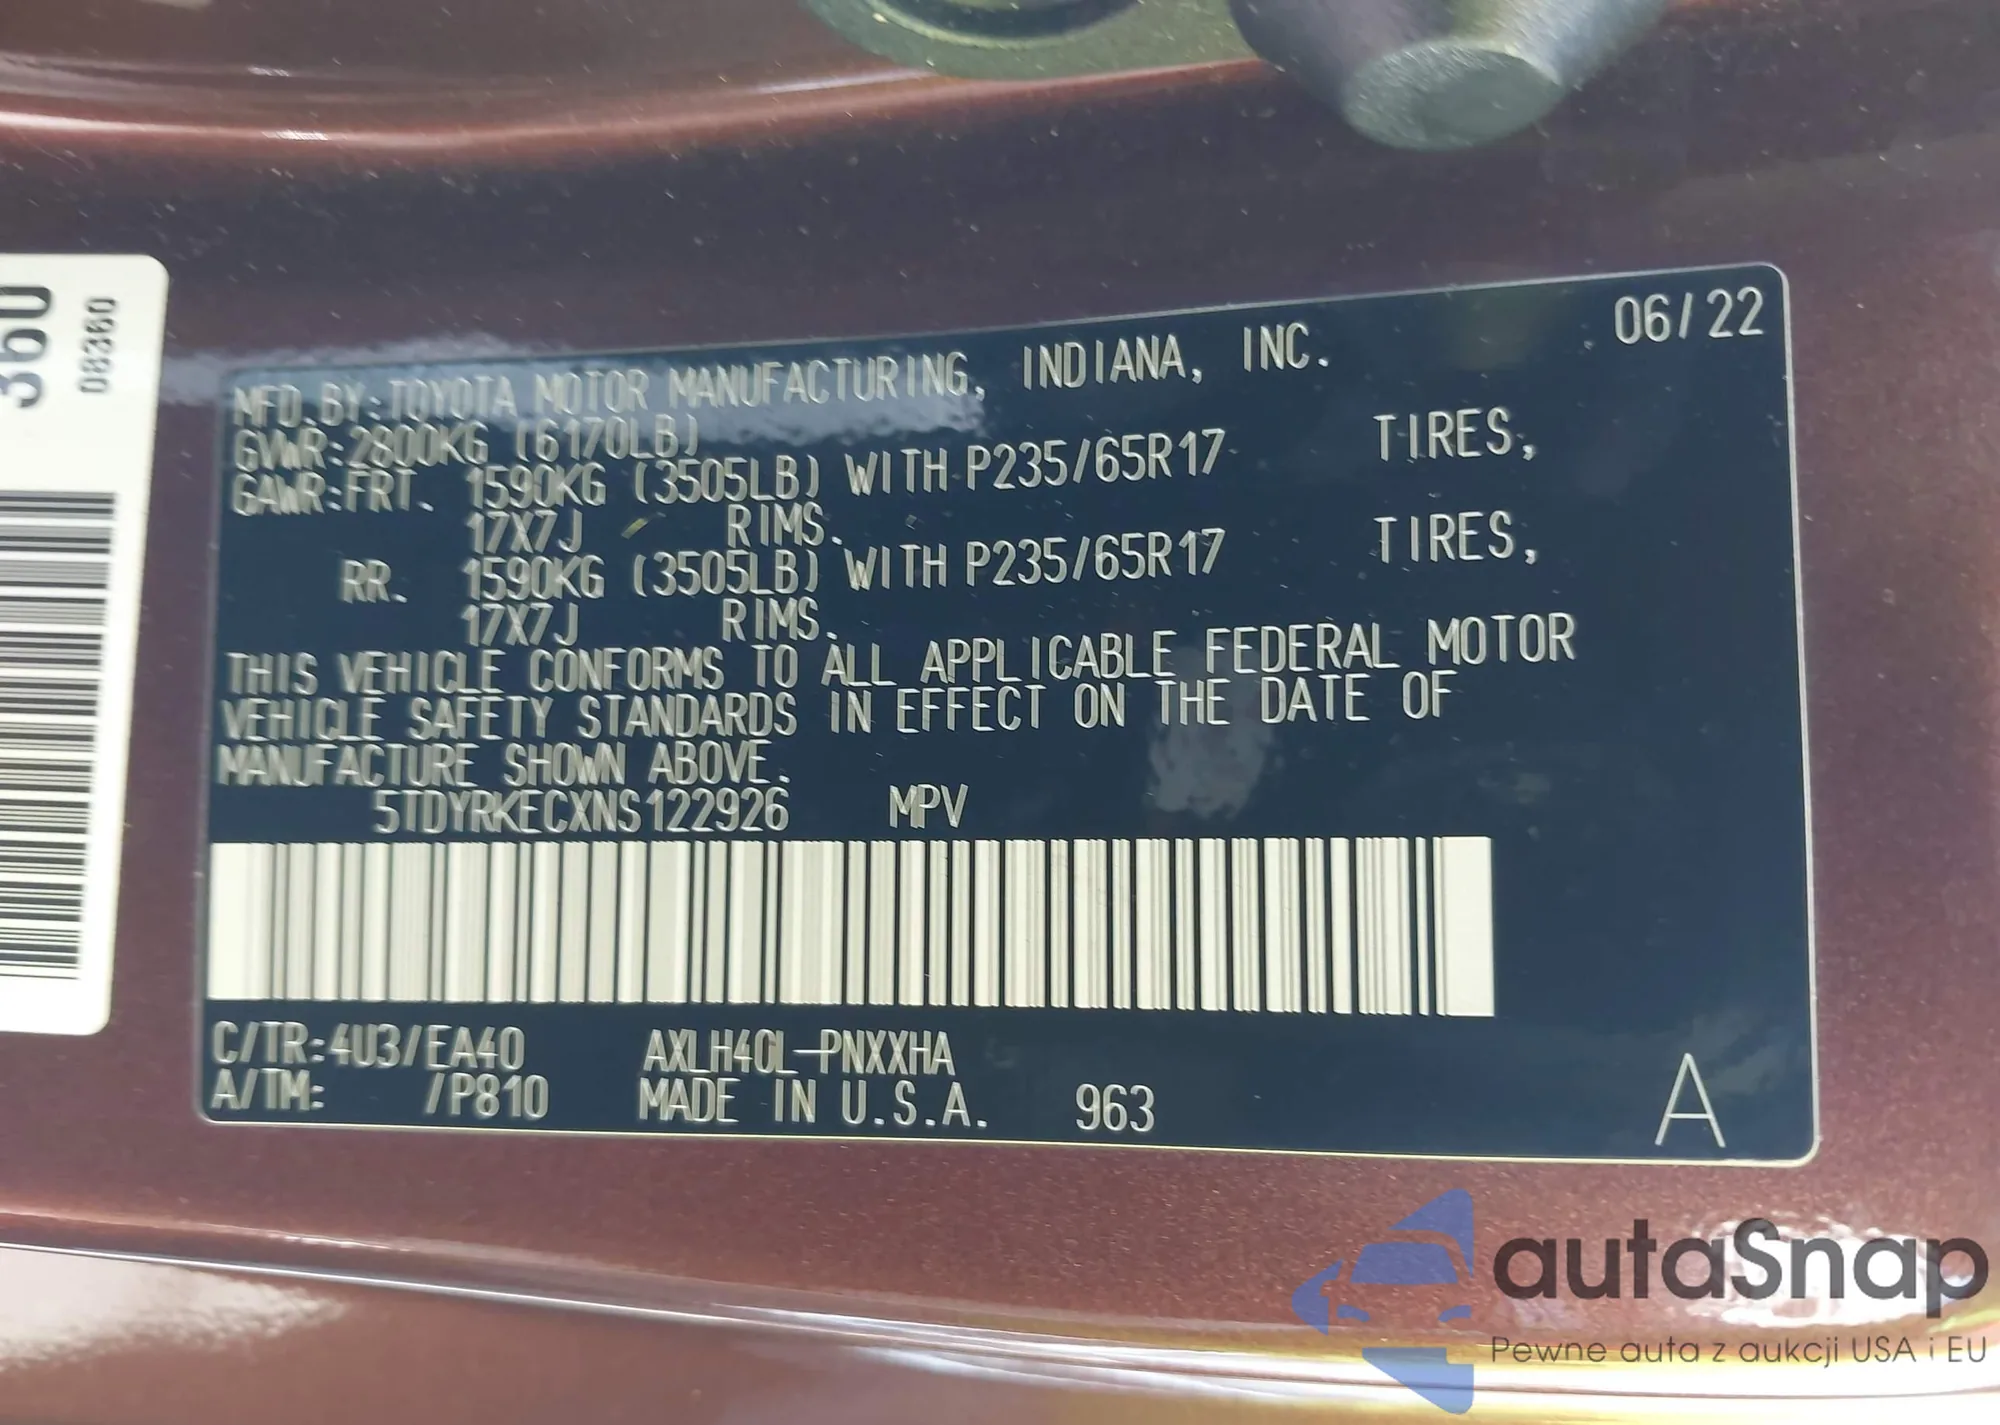 360
08360
06/22
MFD.BY:TOYOTA MOTOR MANUFACTURING, INDIANA, INC.
GVWR:2800KG (6170LB)
GAWR:FRT. 1590KG (3505LB) WITH P235/65R17 TIRES,
17X7J RIMS.
RR. 1590KG (3505LB) WITH P235/65R17 TIRES,
17X7J RIMS.
THIS VEHICLE CONFORMS TO ALL APPLICABLE FEDERAL MOTOR
VEHICLE SAFETY STANDARDS IN EFFECT ON THE DATE OF
MANUFACTURE SHOWN ABOVE.
5TDYRKECXNS122926 MPV
C/TR:4U3/EA40 AXLH40L-PNXXHA
A/TM: /P810 MADE IN U.S.A. 963
A
autoSnap
Pewne auta z aukcji USA i EU